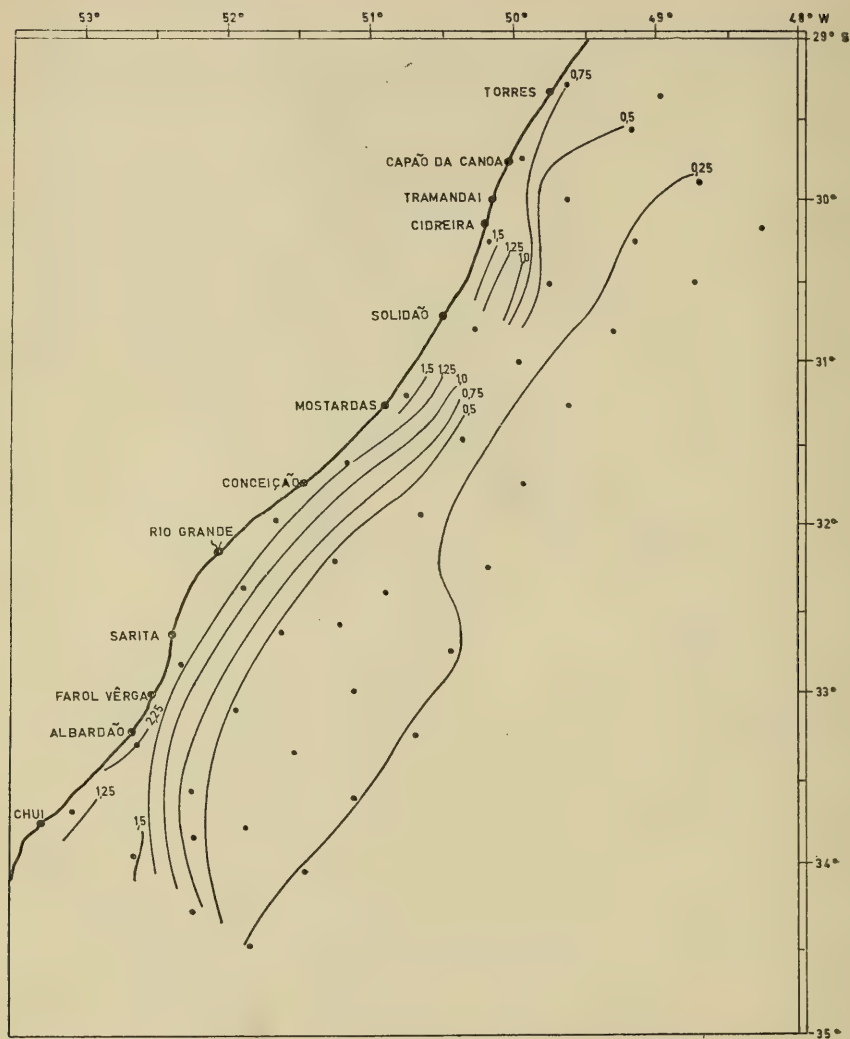 53° 52° 51° 50° 49° 48° W
29° S
TORRES
0,75
0,5
CAPÃO DA CANOA
0,25
TRAMANDAI
30°
CIDREIRA
1,5
1,25
1,0
SOLIDÃO
31°
1,5 1,25 1,0
0,75
0,5
MOSTARDAS
CONCEIÇÃO
32°
RIO GRANDE
SARITA
33°
FAROL VÊRGA
2,25
ALBARDÃO
1,25
CHUI
1,5
34°
35°